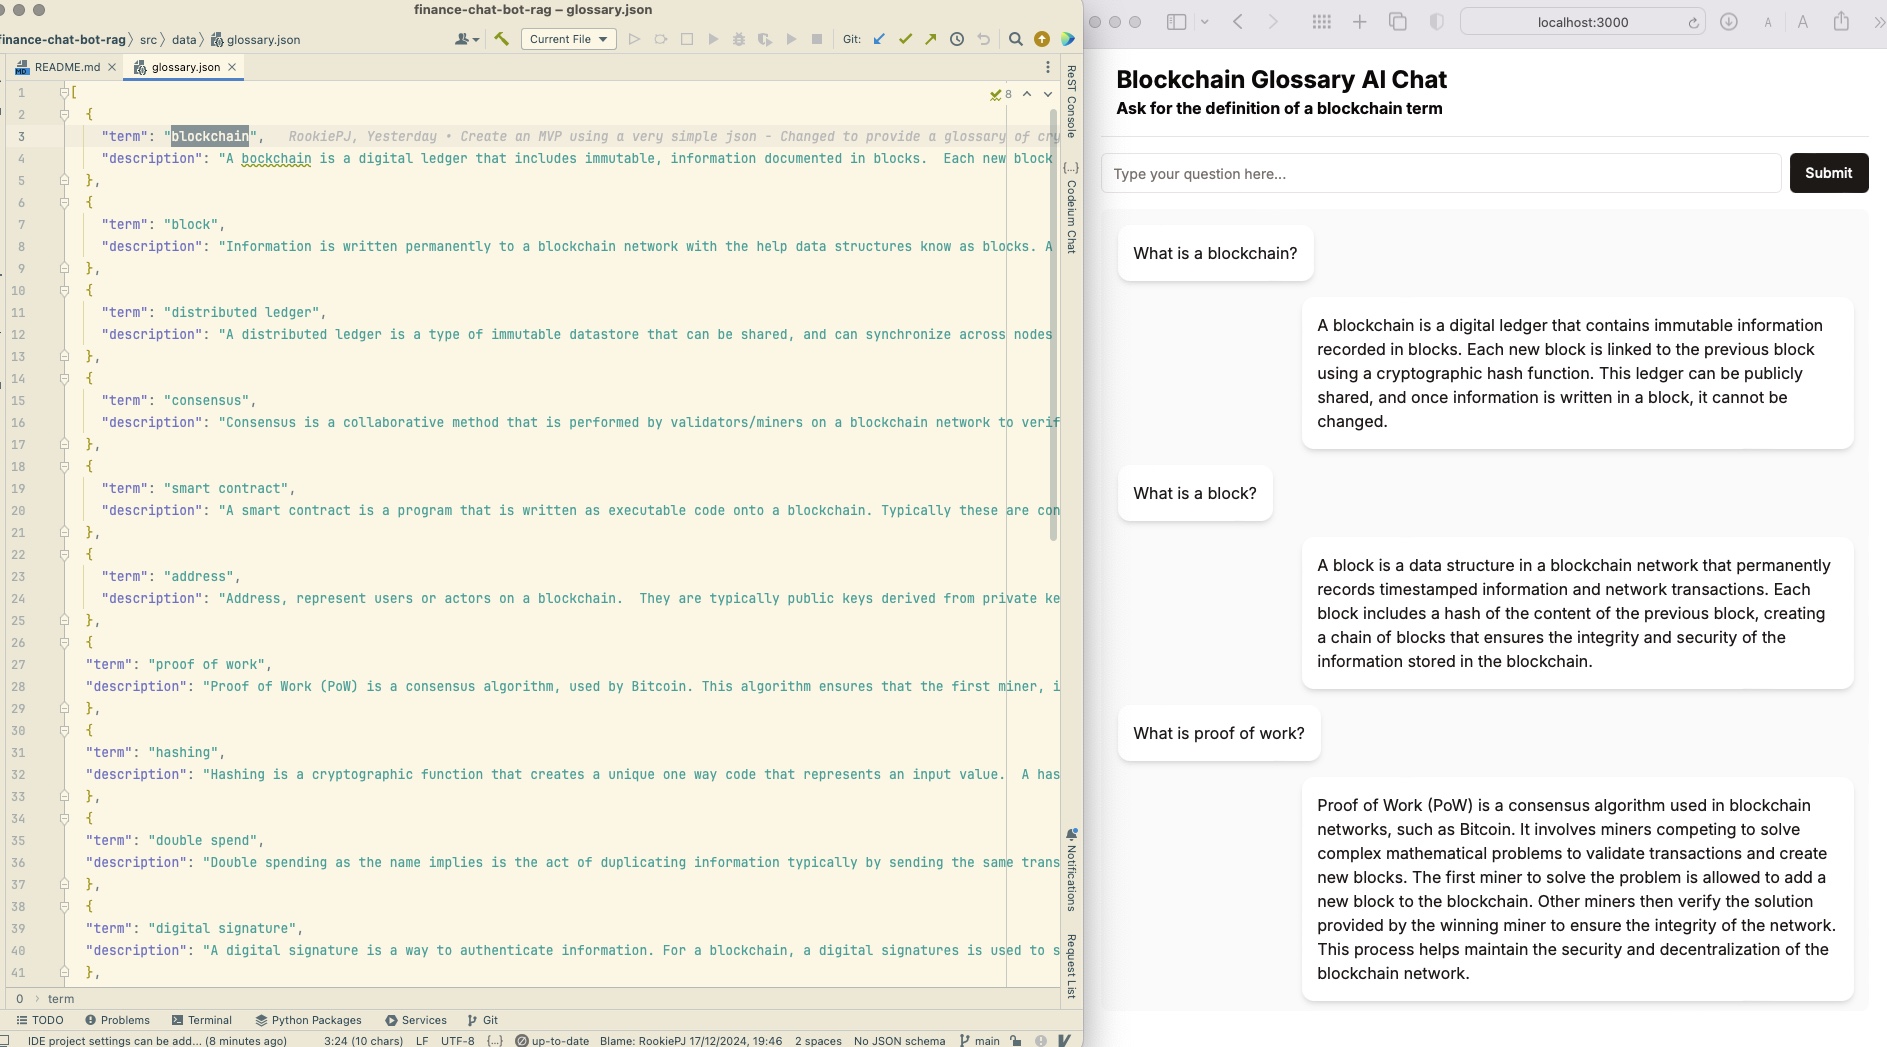 finance-chat-bot-rag – glossary.json
finance-chat-bot-rag > src > data > glossary.json
Current File
Git:
README.md
glossary.json
8
1 [
2 {
3 "term": "blockchain", RookiePJ, Yesterday • Create an MVP using a very simple json - Changed to provide a glossary of cry
4 "description": "A bockchain is a digital ledger that includes immutable, information documented in blocks.  Each new block
5 },
6 {
7 "term": "block",
8 "description": "Information is written permanently to a blockchain network with the help data structures know as blocks. A
9 },
10 {
11 "term": "distributed ledger",
12 "description": "A distributed ledger is a type of immutable datastore that can be shared, and can synchronize across nodes
13 },
14 {
15 "term": "consensus",
16 "description": "Consensus is a collaborative method that is performed by validators/miners on a blockchain network to verif
17 },
18 {
19 "term": "smart contract",
20 "description": "A smart contract is a program that is written as executable code onto a blockchain. Typically these are con
21 },
22 {
23 "term": "address",
24 "description": "Address, represent users or actors on a blockchain.  They are typically public keys derived from private ke
25 },
26 {
27 "term": "proof of work",
28 "description": "Proof of Work (PoW) is a consensus algorithm, used by Bitcoin. This algorithm ensures that the first miner, i
29 },
30 {
31 "term": "hashing",
32 "description": "Hashing is a cryptographic function that creates a unique one way code that represents an input value.  A has
33 },
34 {
35 "term": "double spend",
36 "description": "Double spending as the name implies is the act of duplicating information typically by sending the same trans
37 },
38 {
39 "term": "digital signature",
40 "description": "A digital signature is a way to authenticate information. For a blockchain, a digital signatures is used to s
41 },
ReST Console
{...} Codeium Chat
Notifications
Request List
0 > term
TODO
Problems
Terminal
Python Packages
Services
Git
IDE project settings can be add... (8 minutes ago)
3:24 (10 chars)
LF
UTF-8
{...}
up-to-date
Blame: RookiePJ 17/12/2024, 19:46
2 spaces
No JSON schema
main
localhost:3000
A
A
Blockchain Glossary AI Chat
Ask for the definition of a blockchain term
Type your question here...
Submit
What is a blockchain?
A blockchain is a digital ledger that contains immutable information
recorded in blocks. Each new block is linked to the previous block
using a cryptographic hash function. This ledger can be publicly
shared, and once information is written in a block, it cannot be
changed.
What is a block?
A block is a data structure in a blockchain network that permanently
records timestamped information and network transactions. Each
block includes a hash of the content of the previous block, creating
a chain of blocks that ensures the integrity and security of the
information stored in the blockchain.
What is proof of work?
Proof of Work (PoW) is a consensus algorithm used in blockchain
networks, such as Bitcoin. It involves miners competing to solve
complex mathematical problems to validate transactions and create
new blocks. The first miner to solve the problem is allowed to add a
new block to the blockchain. Other miners then verify the solution
provided by the winning miner to ensure the integrity of the network.
This process helps maintain the security and decentralization of the
blockchain network.